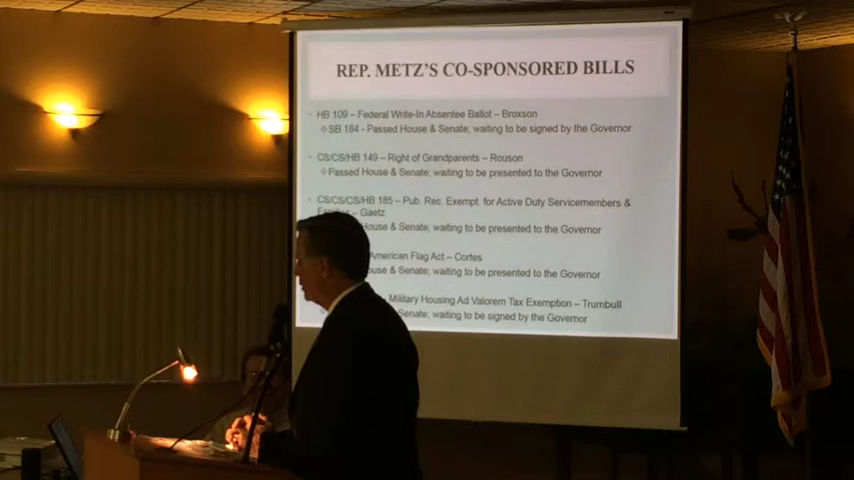 REP. METZ'S CO-SPONSORED BILLS
HB 109 – Federal Write-In Absentee Ballot – Broxson
SB 184 - Passed House & Senate; waiting to be signed by the Governor
CS/CS/HB 149 – Right of Grandparents – Rouson
Passed House & Senate; waiting to be presented to the Governor
CS/CS/CS/HB 185 – Pub. Rec. Exempt. for Active Duty Servicemembers &
– Gaetz
House & Senate; waiting to be presented to the Governor
American Flag Act – Cortes
& Senate; waiting to be presented to the Governor
Military Housing Ad Valorem Tax Exemption – Trumbull
Senate; waiting to be signed by the Governor